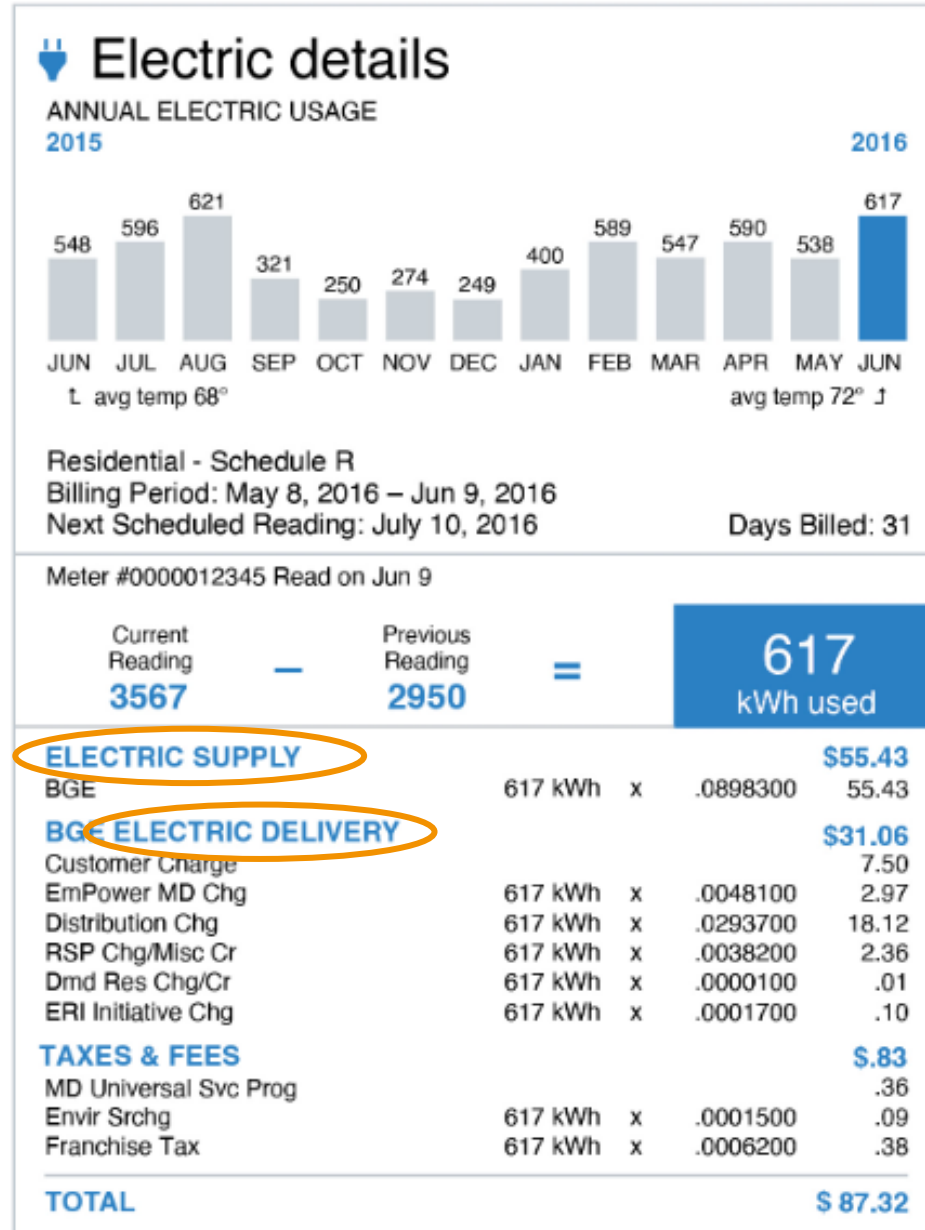 Electric details
ANNUAL ELECTRIC USAGE
2015 2016
548 596 621 321 250 274 249 400 589 547 590 538 617
JUN JUL AUG SEP OCT NOV DEC JAN FEB MAR APR MAY JUN
avg temp 68° avg temp 72°
Residential - Schedule R
Billing Period: May 8, 2016 – Jun 9, 2016
Next Scheduled Reading: July 10, 2016 Days Billed: 31
Meter #0000012345 Read on Jun 9
Current Reading 3567 – Previous Reading 2950 = 617 kWh used
ELECTRIC SUPPLY $55.43
BGE 617 kWh x .0898300 55.43
BGE ELECTRIC DELIVERY $31.06
Customer Charge 7.50
EmPower MD Chg 617 kWh x .0048100 2.97
Distribution Chg 617 kWh x .0293700 18.12
RSP Chg/Misc Cr 617 kWh x .0038200 2.36
Dmd Res Chg/Cr 617 kWh x .0000100 .01
ERI Initiative Chg 617 kWh x .0001700 .10
TAXES & FEES $.83
MD Universal Svc Prog .36
Envir Srchg 617 kWh x .0001500 .09
Franchise Tax 617 kWh x .0006200 .38
TOTAL $ 87.32